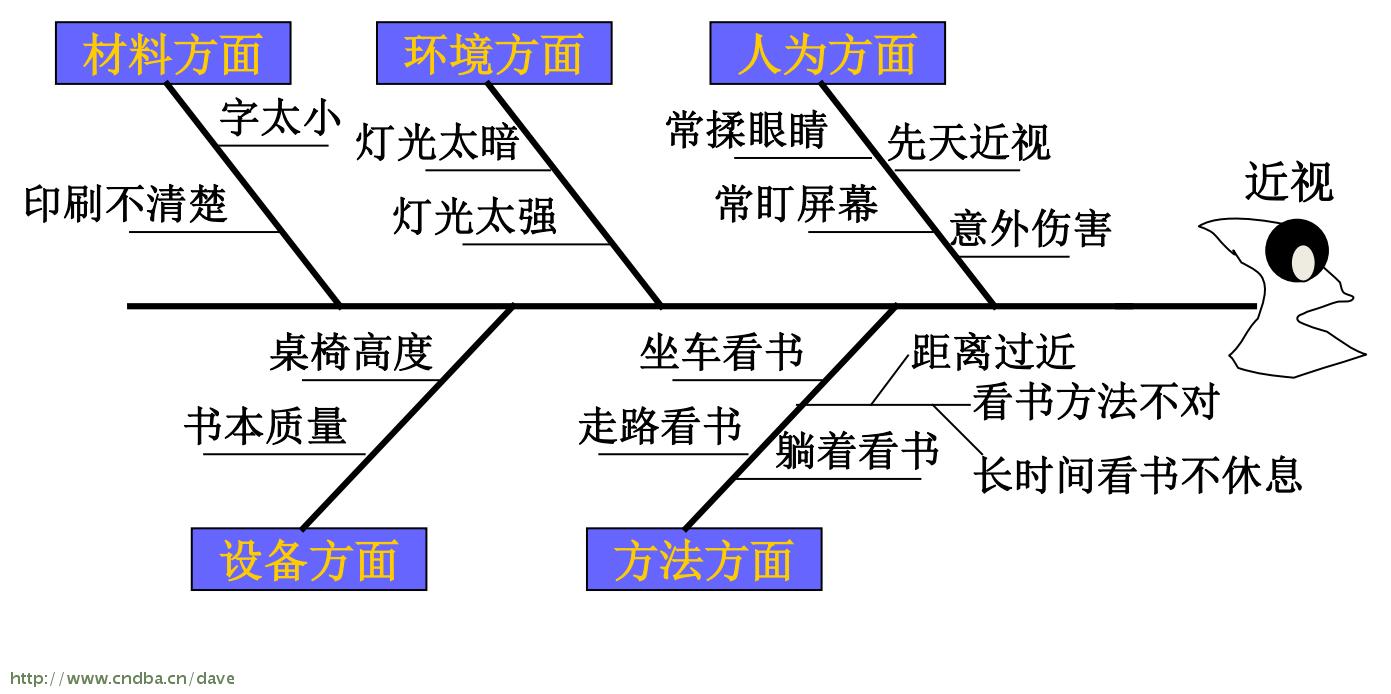 材料方面
环境方面
人为方面
字太小
灯光太暗
常揉眼睛
先天近视
近视
印刷不清楚
灯光太强
常盯屏幕
意外伤害
桌椅高度
坐车看书
距离过近
看书方法不对
书本质量
走路看书
躺着看书
长时间看书不休息
设备方面
方法方面
http://www.cndba.cn/dave